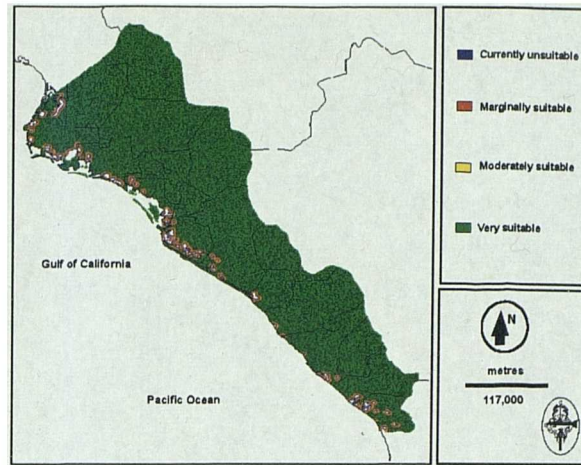 Currently unsuitable
Marginally suitable
Moderately suitable
Very suitable
Gulf of California
Pacific Ocean
N
metres
117,000